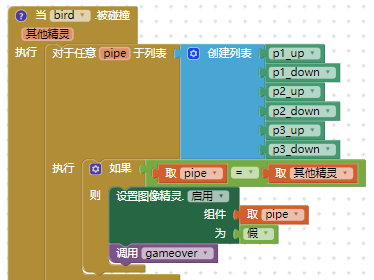 当 bird 被碰撞
其他精灵
执行 对于任意 pipe 于列表 创建列表 p1_up
p1_down
p2_up
p2_down
p3_up
p3_down
执行 如果 取 pipe = 取 其他精灵
则 设置图像精灵. 启用
组件 取 pipe
为 假
调用 gameover